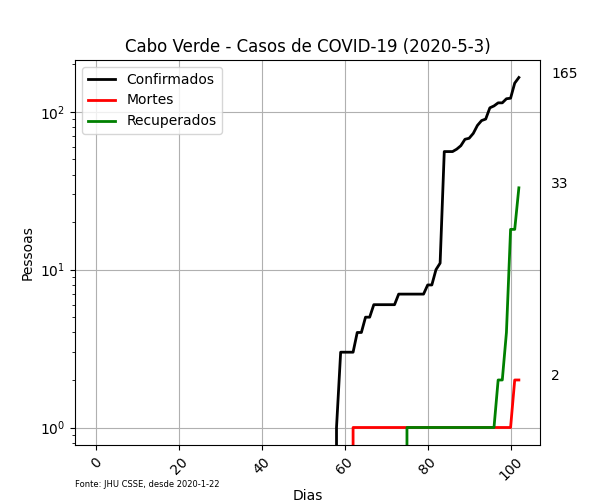 Cabo Verde - Casos de COVID-19 (2020-5-3)
Confirmados
Mortes
Recuperados
165
33
2
Pessoas
10²
10¹
10⁰
0
20
40
60
80
100
Fonte: JHU CSSE, desde 2020-1-22
Dias